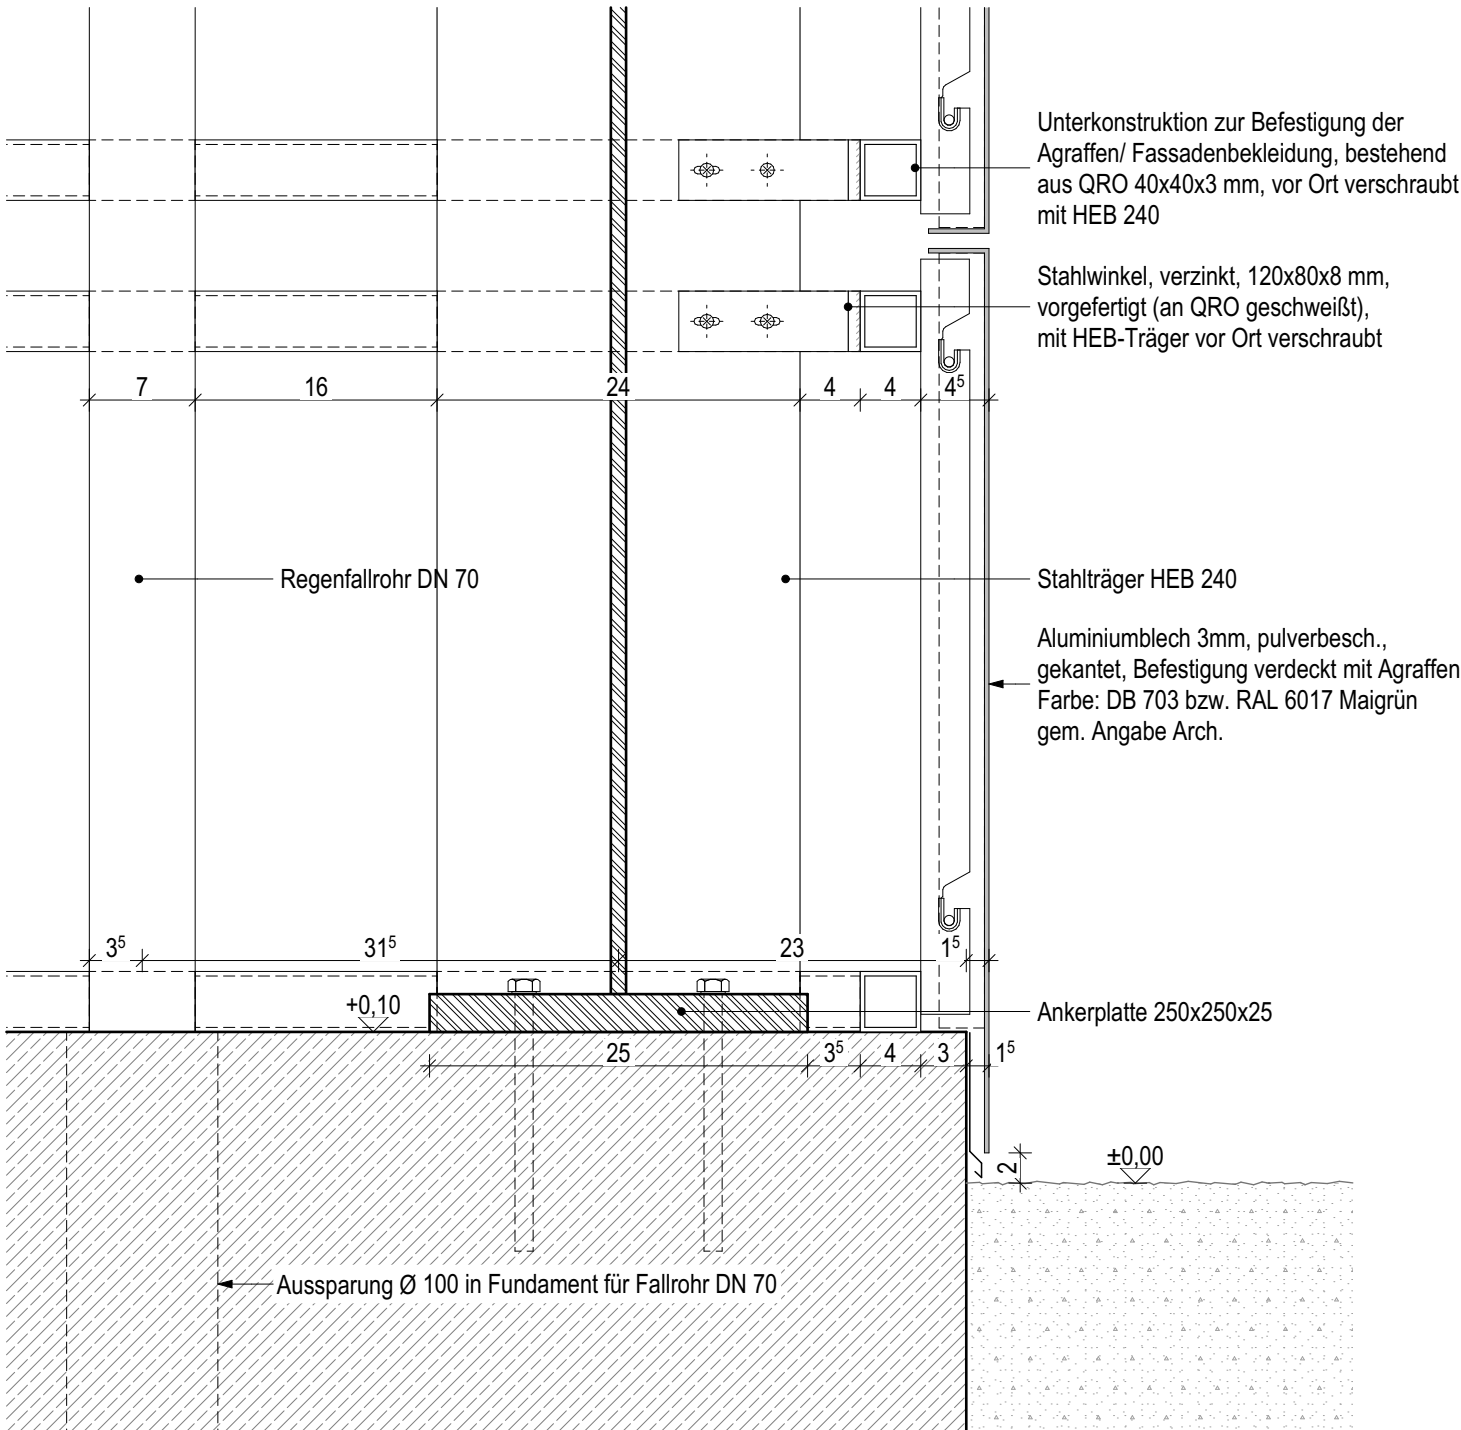 Unterkonstruktion zur Befestigung der
Agraffen/ Fassadenbekleidung, bestehend
aus QRO 40x40x3 mm, vor Ort verschraubt
mit HEB 240
Stahlwinkel, verzinkt, 120x80x8 mm,
vorgefertigt (an QRO geschweißt),
mit HEB-Träger vor Ort verschraubt
7 16 24 4 4 4⁵
Regenfallrohr DN 70
Stahlträger HEB 240
Aluminiumblech 3mm, pulverbesch.,
gekantet, Befestigung verdeckt mit Agraffen
Farbe: DB 703 bzw. RAL 6017 Maigrün
gem. Angabe Arch.
3⁵ 31⁵ 23 1⁵
+0,10
Ankerplatte 250x250x25
25 3⁵ 4 3 1⁵
2
±0,00
Aussparung Ø 100 in Fundament für Fallrohr DN 70